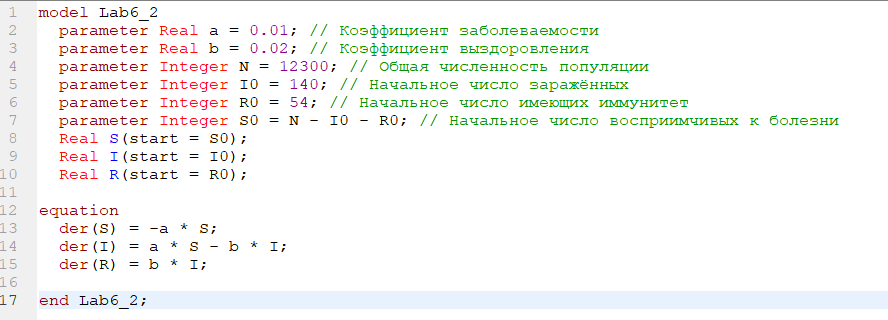 1 model Lab6_2
2   parameter Real a = 0.01; // Коэффициент заболеваемости
3   parameter Real b = 0.02; // Коэффициент выздоровления
4   parameter Integer N = 12300; // Общая численность популяции
5   parameter Integer I0 = 140; // Начальное число заражённых
6   parameter Integer R0 = 54; // Начальное число имеющих иммунитет
7   parameter Integer S0 = N - I0 - R0; // Начальное число восприимчивых к болезни
8   Real S(start = S0);
9   Real I(start = I0);
10   Real R(start = R0);
11
12 equation
13   der(S) = -a * S;
14   der(I) = a * S - b * I;
15   der(R) = b * I;
16
17 end Lab6_2;